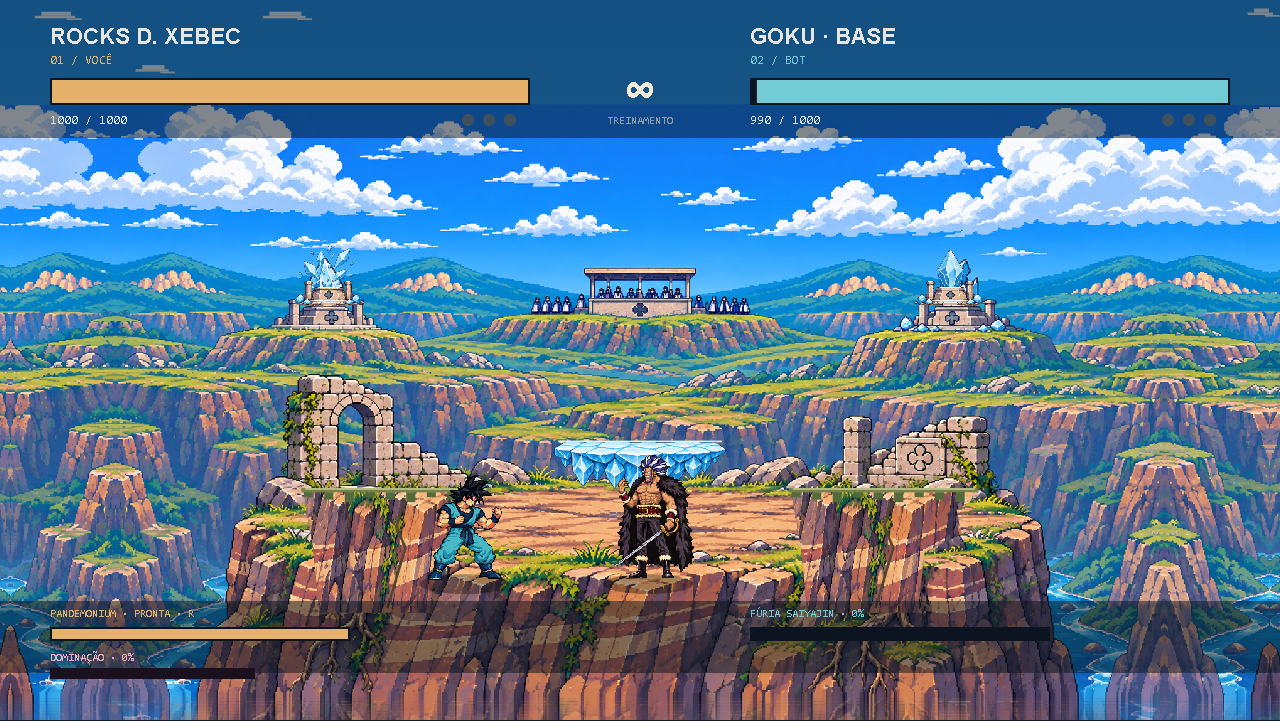 ROCKS D. XEBEC
01 / VOCÊ
1000 / 1000
∞
TREINAMENTO
GOKU · BASE
02 / BOT
990 / 1000
PANDEMONIUM · PRONTA · R
DOMINAÇÃO · 0%
FÚRIA SAIYAJIN · 0%